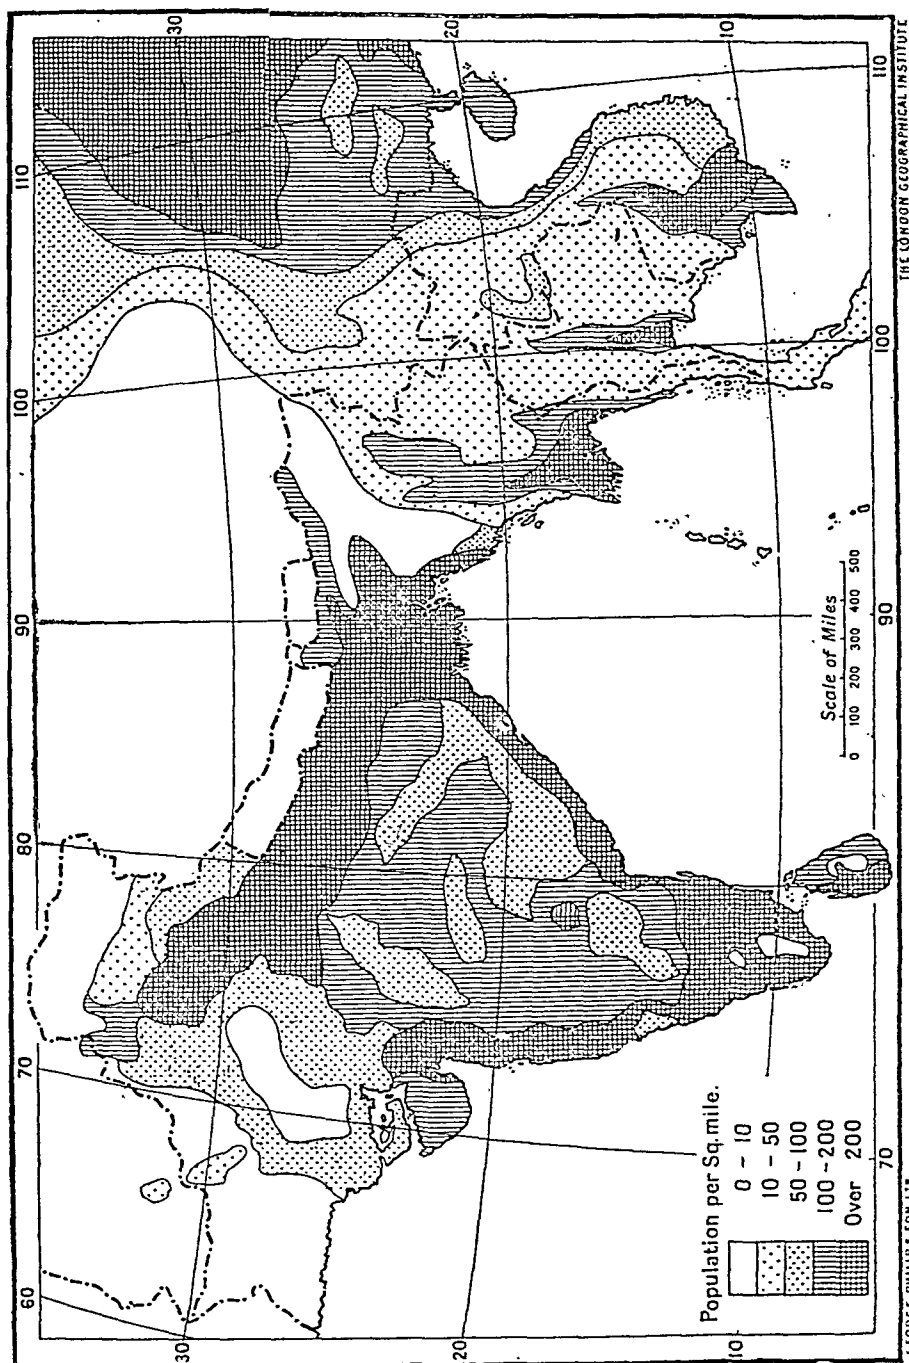 60
70
80
90
100
110
30
30
20
20
10
10
110
100
90
70
Population per Sq. mile.
0 – 10
10 – 50
50 – 100
100 – 200
Over 200
Scale of Miles
0 100 200 300 400 500
THE LONDON GEOGRAPHICAL INSTITUTE